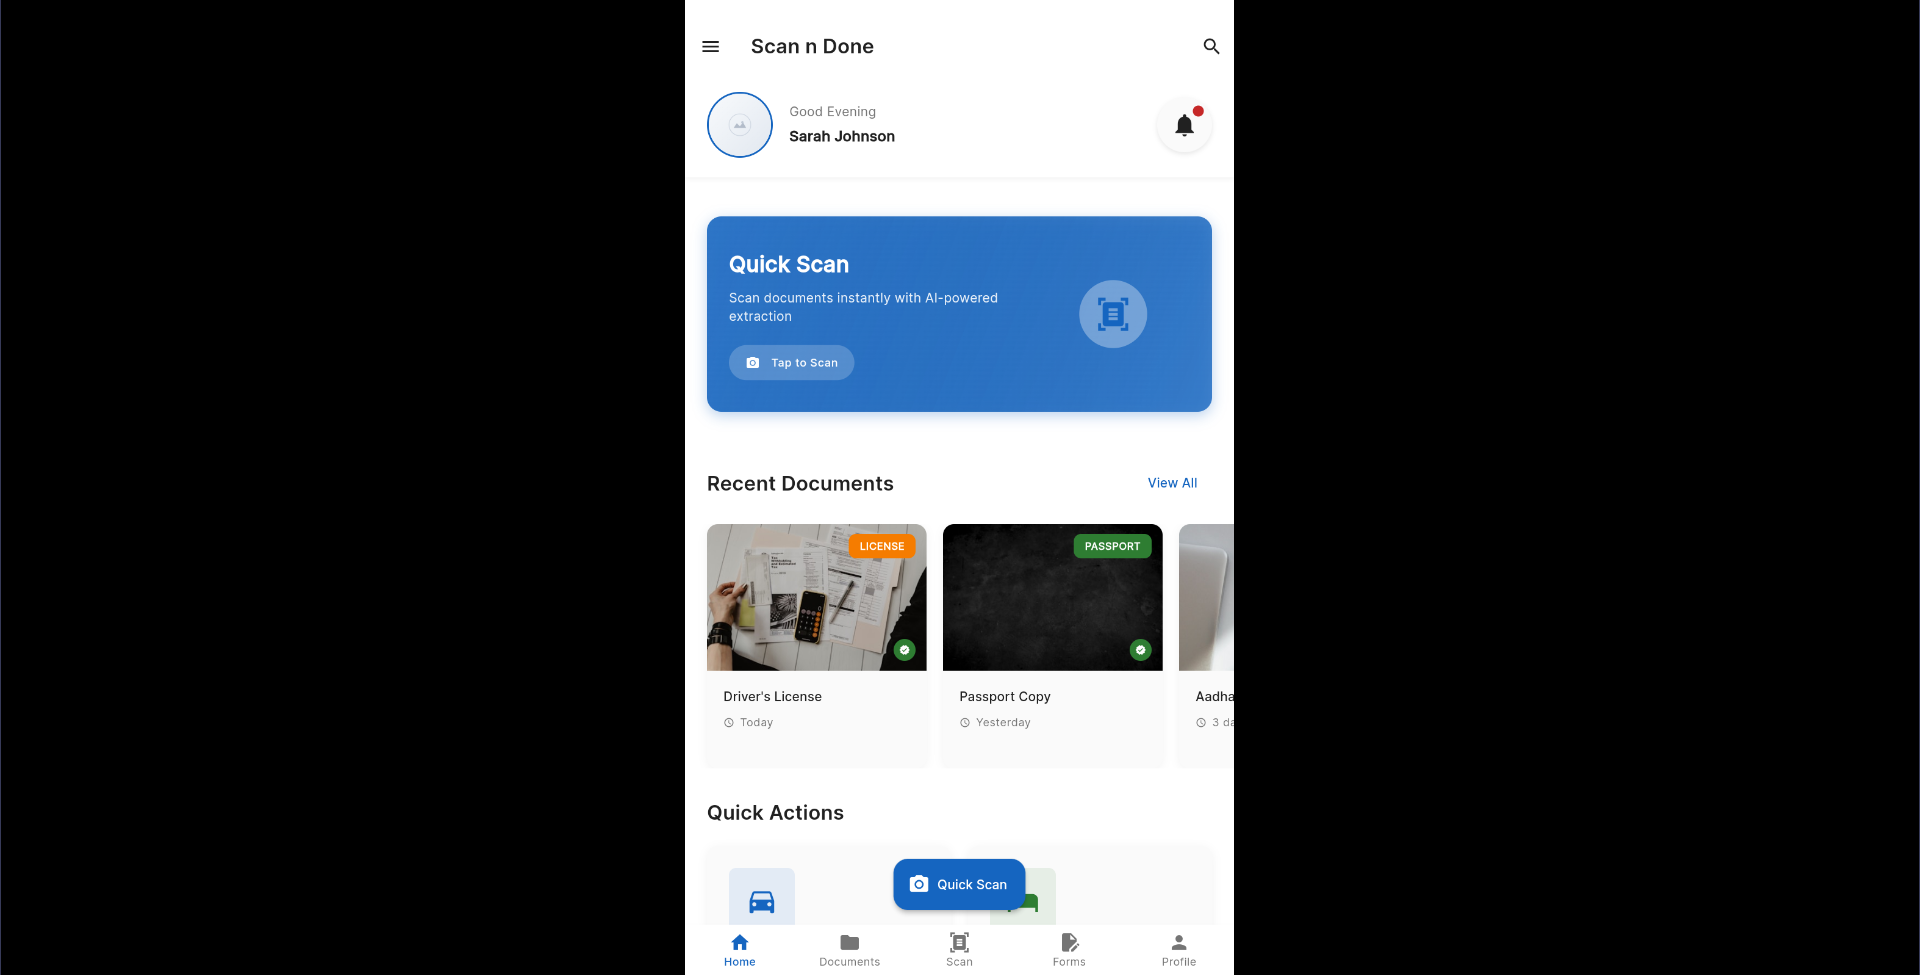 Scan n Done
Good Evening
Sarah Johnson
Quick Scan
Scan documents instantly with AI-powered
extraction
Tap to Scan
Recent Documents
View All
LICENSE
PASSPORT
Driver's License
Passport Copy
Aadha
Today
Yesterday
3 da
Quick Actions
Quick Scan
Home
Documents
Scan
Forms
Profile